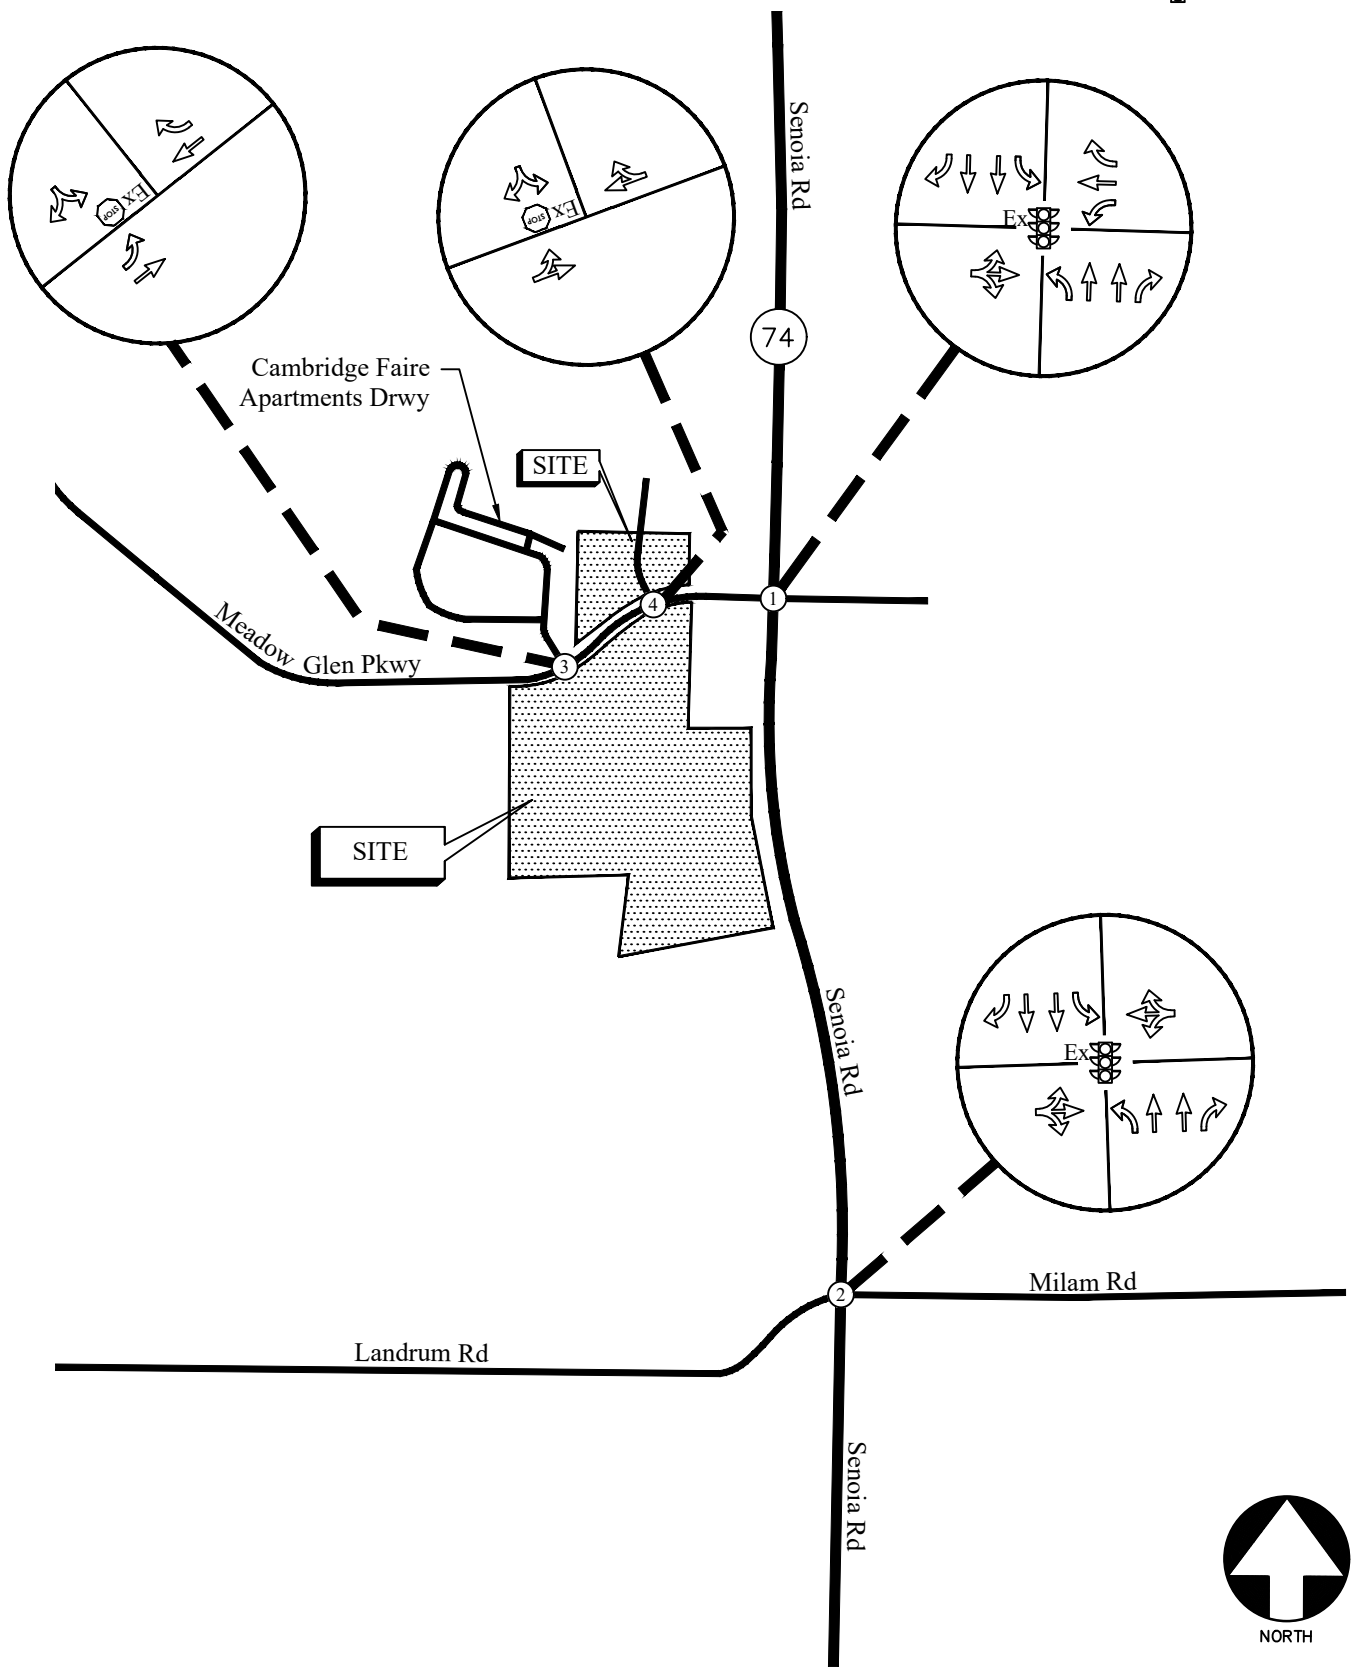 Senoia Rd
Ex
STOP
Ex
STOP
Ex
74
Cambridge Faire
Apartments Drwy
SITE
1
4
Meadow Glen Pkwy
3
SITE
Senoia Rd
Ex
2
Milam Rd
Landrum Rd
Senoia Rd
NORTH